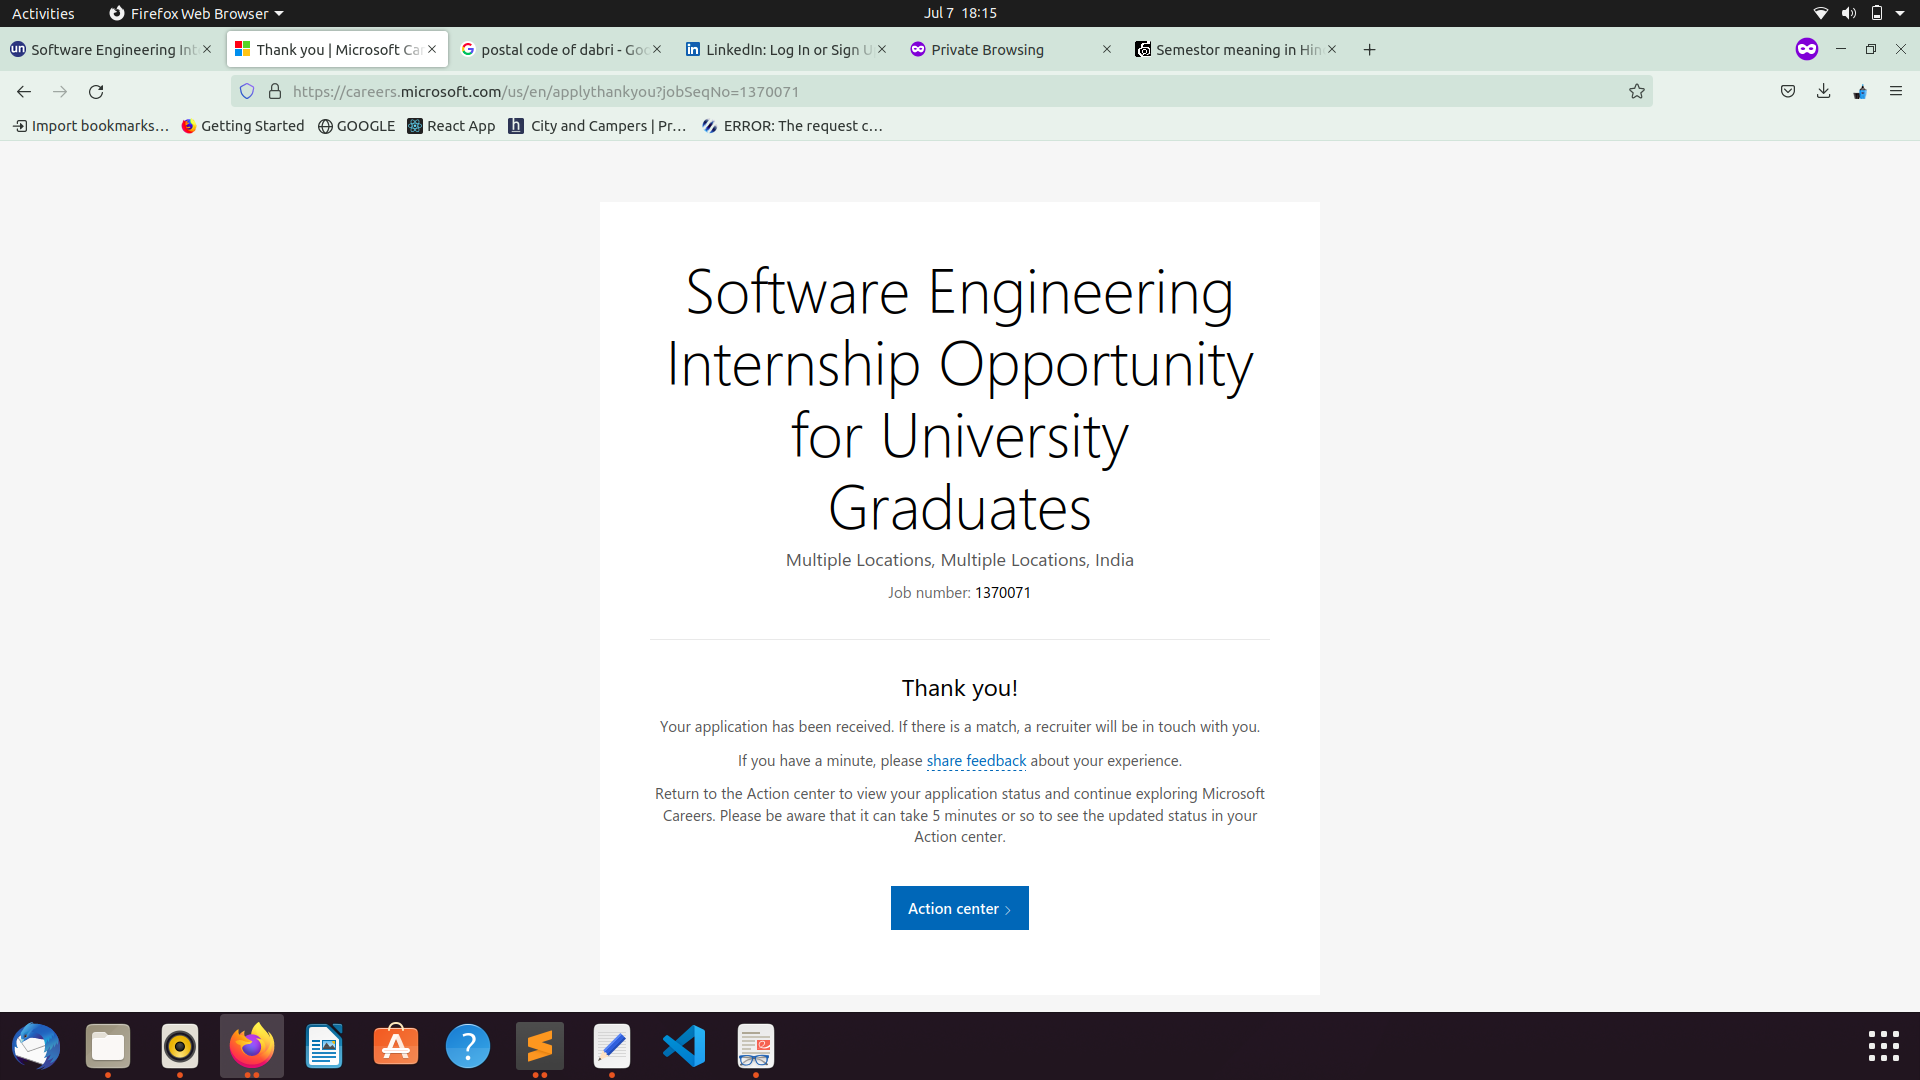 Activities
Firefox Web Browser
Jul 7 18:15
un Software Engineering Int
Thank you | Microsoft Car
postal code of dabri - Goo
in LinkedIn: Log In or Sign U
Private Browsing
Semestor meaning in Hin
https://careers.microsoft.com/us/en/applythankyou?jobSeqNo=1370071
Import bookmarks...
Getting Started
GOOGLE
React App
h City and Campers | Pr...
ERROR: The request c...
Software Engineering
Internship Opportunity
for University
Graduates
Multiple Locations, Multiple Locations, India
Job number: 1370071
Thank you!
Your application has been received. If there is a match, a recruiter will be in touch with you.
If you have a minute, please share feedback about your experience.
Return to the Action center to view your application status and continue exploring Microsoft
Careers. Please be aware that it can take 5 minutes or so to see the updated status in your
Action center.
Action center